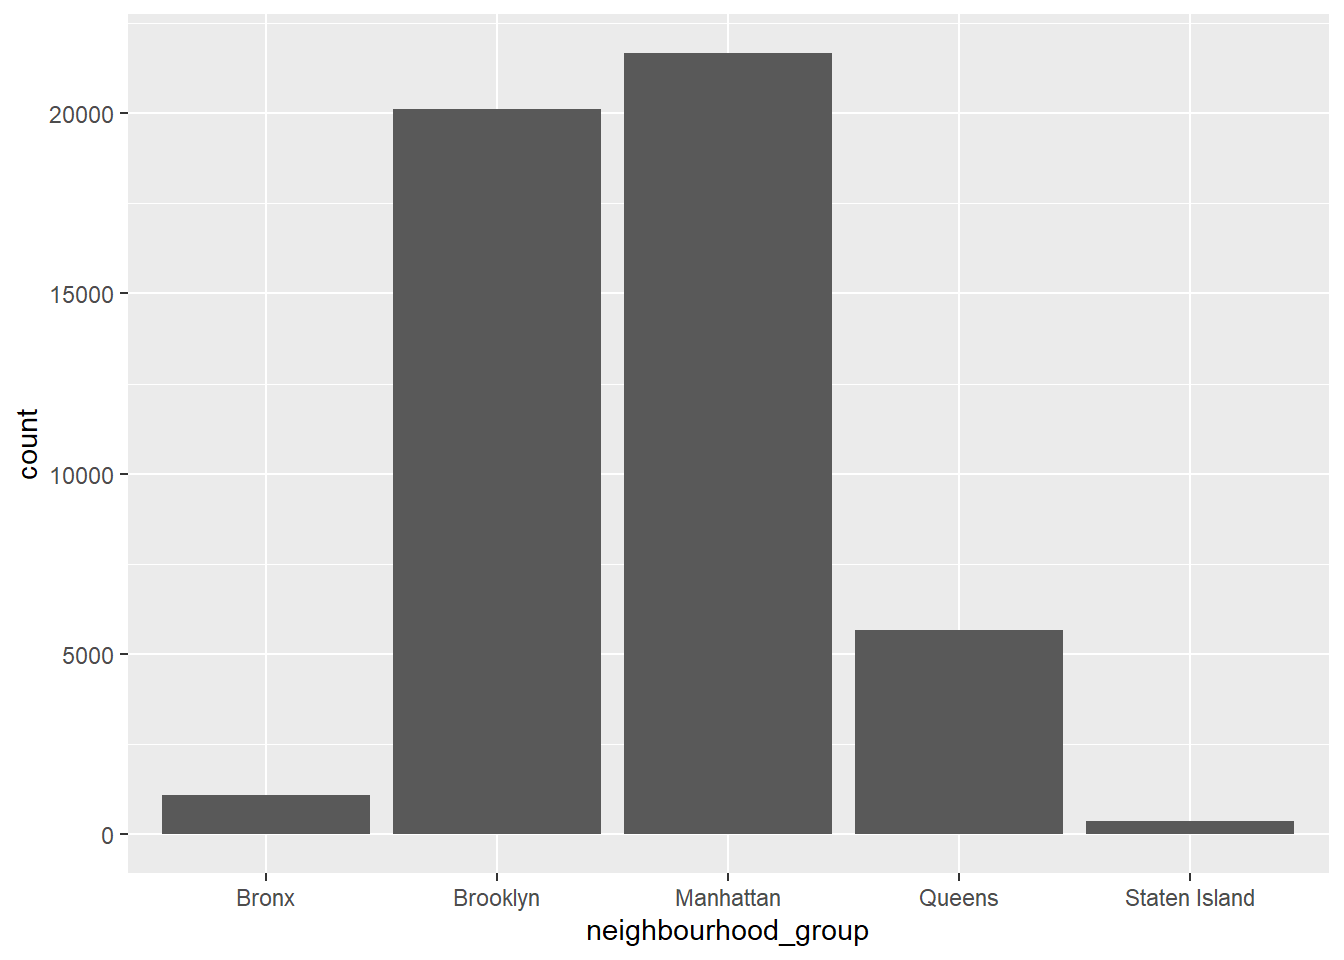 20000
15000
10000
5000
0
count
Bronx Brooklyn Manhattan Queens Staten Island
neighbourhood_group